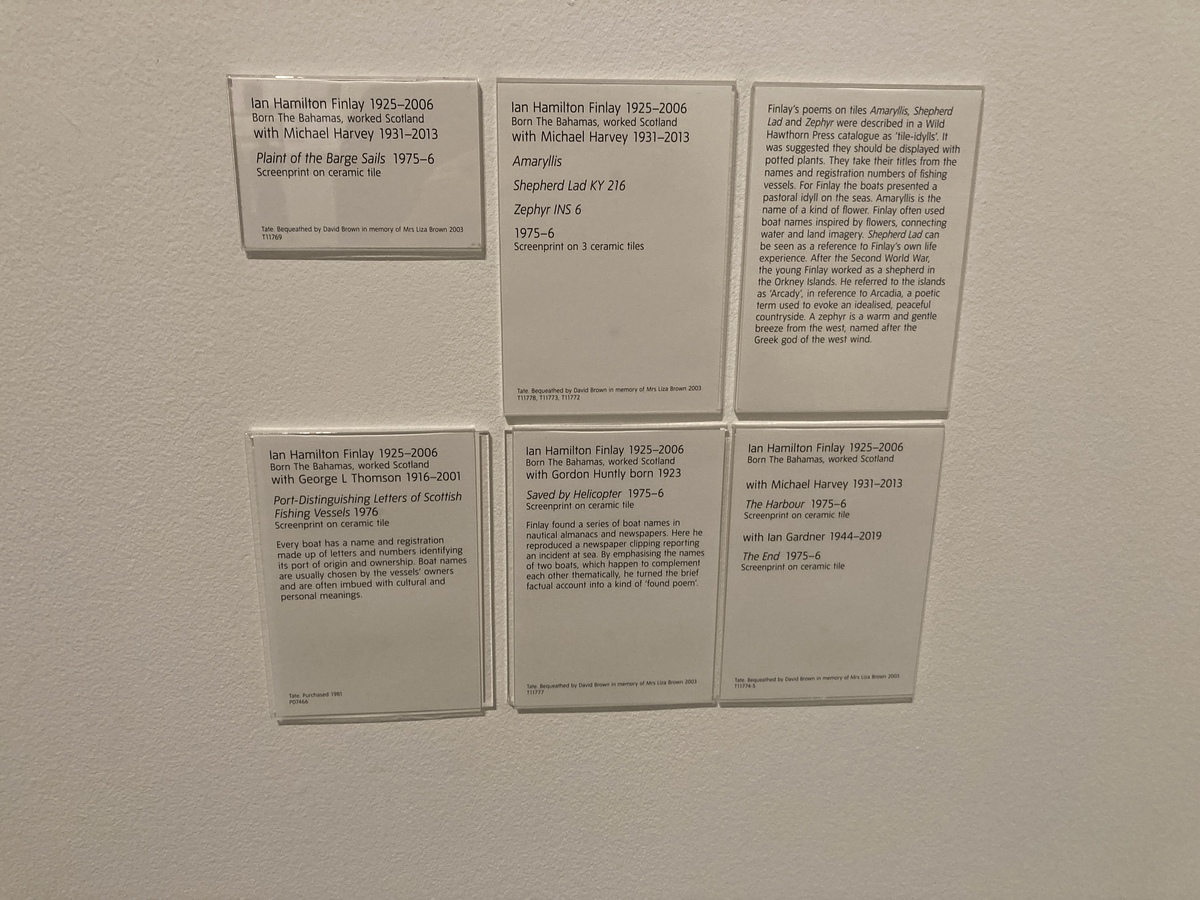 Ian Hamilton Finlay 1925–2006
Born The Bahamas, worked Scotland
with Michael Harvey 1931–2013
Plaint of the Barge Sails 1975–6
Screenprint on ceramic tile
Tate. Bequeathed by David Brown in memory of Mrs Liza Brown 2003
T11769
Ian Hamilton Finlay 1925–2006
Born The Bahamas, worked Scotland
with Michael Harvey 1931–2013
Amaryllis
Shepherd Lad KY 216
Zephyr INS 6
1975–6
Screenprint on 3 ceramic tiles
Tate. Bequeathed by David Brown in memory of Mrs Liza Brown 2003
T11778, T11773, T11772
Finlay's poems on tiles Amaryllis, Shepherd
Lad and Zephyr were described in a Wild
Hawthorn Press catalogue as 'tile-idylls'. It
was suggested they should be displayed with
potted plants. They take their titles from the
names and registration numbers of fishing
vessels. For Finlay the boats presented a
pastoral idyll on the seas. Amaryllis is the
name of a kind of flower. Finlay often used
boat names inspired by flowers, connecting
water and land imagery. Shepherd Lad can
be seen as a reference to Finlay's own life
experience. After the Second World War,
the young Finlay worked as a shepherd in
the Orkney Islands. He referred to the islands
as 'Arcady', in reference to Arcadia, a poetic
term used to evoke an idealised, peaceful
countryside. A zephyr is a warm and gentle
breeze from the west, named after the
Greek god of the west wind.
Ian Hamilton Finlay 1925–2006
Born The Bahamas, worked Scotland
with George L Thomson 1916–2001
Port-Distinguishing Letters of Scottish
Fishing Vessels 1976
Screenprint on ceramic tile
Every boat has a name and registration
made up of letters and numbers identifying
its port of origin and ownership. Boat names
are usually chosen by the vessels' owners
and are often imbued with cultural and
personal meanings.
Tate. Purchased 1981
P07466
Ian Hamilton Finlay 1925–2006
Born The Bahamas, worked Scotland
with Gordon Huntly born 1923
Saved by Helicopter 1975–6
Screenprint on ceramic tile
Finlay found a series of boat names in
nautical almanacs and newspapers. Here he
reproduced a newspaper clipping reporting
an incident at sea. By emphasising the names
of two boats, which happen to complement
each other thematically, he turned the brief
factual account into a kind of 'found poem'.
Tate. Bequeathed by David Brown in memory of Mrs Liza Brown 2003
T11777
Ian Hamilton Finlay 1925–2006
Born The Bahamas, worked Scotland
with Michael Harvey 1931–2013
The Harbour 1975–6
Screenprint on ceramic tile
with Ian Gardner 1944–2019
The End 1975–6
Screenprint on ceramic tile
Tate. Bequeathed by David Brown in memory of Mrs Liza Brown 2003
T11774-5